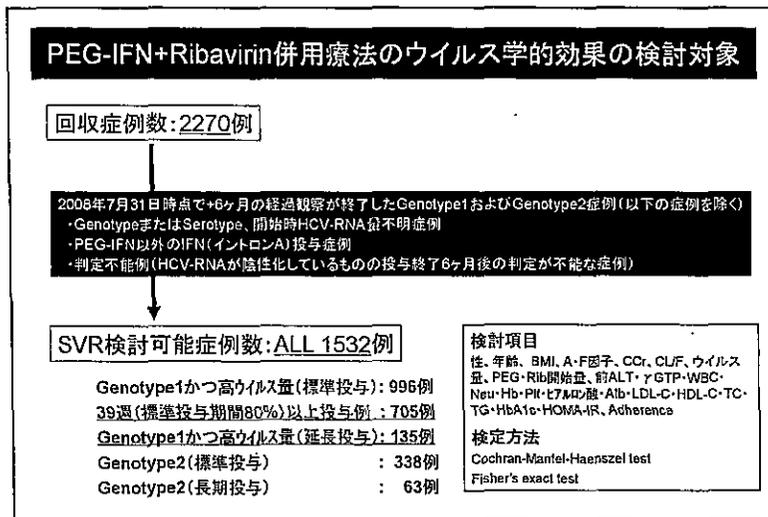 PEG-IFN+Ribavirin併用療法のウイルス学的効果の検討対象
回収症例数:2270例
2008年7月31日時点で+6ヶ月の経過観察が終了したGenotype1およびGenotype2症例(以下の症例を除く)
・GenotypeまたはSerotype、開始時HCV-RNA量不明症例
・PEG-IFN以外のIFN(イントロンA)投与症例
・判定不能例(HCV-RNAが陰性化しているものの投与終了6ヶ月後の判定が不能な症例)
SVR検討可能症例数:ALL 1532例
Genotype1かつ高ウイルス量(標準投与):996例
39週(標準投与期間80%)以上投与例:705例
Genotype1かつ高ウイルス量(延長投与):135例
Genotype2(標準投与) : 338例
Genotype2(長期投与) : 63例
検討項目
性、年齢、BMI、A・F因子、CCr、CL/F、ウイルス
量、PEG・Rib開始量、前ALT・γGTP・WBC・
Neu・Hb・Plt・ヒアルロン酸・Alb・LDL-C・HDL-C・TC・
TG・HbA1c・HOMA-IR、Adherence
検定方法
Cochran-Mantel-Haenszel test
Fisher's exact test